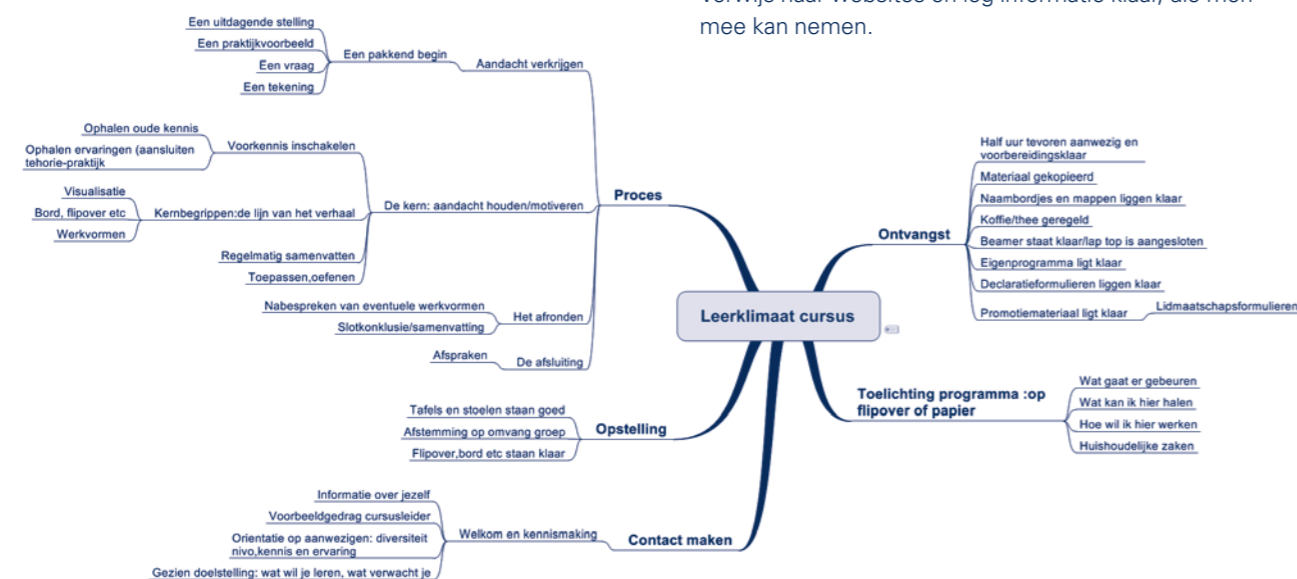 mee kan nemen.
Een uitdagende stelling
Een praktijkvoorbeeld
Een vraag
Een tekening
Een pakkend begin
Aandacht verkrijgen
Ophalen oude kennis
Ophalen ervaringen (aansluiten
tehorie-praktijk
Voorkennis inschakelen
Visualisatie
Bord, flipover etc
Werkvormen
Kernbegrippen:de lijn van het verhaal
Regelmatig samenvatten
Toepassen,oefenen
De kern: aandacht houden/motiveren
Nabespreken van eventuele werkvormen
Slotkonklusie/samenvatting
Het afronden
Afspraken
De afsluiting
Proces
Tafels en stoelen staan goed
Afstemming op omvang groep
Flipover,bord etc staan klaar
Opstelling
Informatie over jezelf
Voorbeeldgedrag cursusleider
Orientatie op aanwezigen: diversiteit
nivo,kennis en ervaring
Gezien doelstelling: wat wil je leren, wat verwacht je
Welkom en kennismaking
Contact maken
Leerklimaat cursus
Ontvangst
Half uur tevoren aanwezig en
voorbereidingsklaar
Materiaal gekopieerd
Naambordjes en mappen liggen klaar
Koffie/thee geregeld
Beamer staat klaar/lap top is aangesloten
Eigenprogramma ligt klaar
Declaratieformulieren liggen klaar
Promotiemateriaal ligt klaar
Lidmaatschapsformulieren
Toelichting programma :op
flipover of papier
Wat gaat er gebeuren
Wat kan ik hier halen
Hoe wil ik hier werken
Huishoudelijke zaken